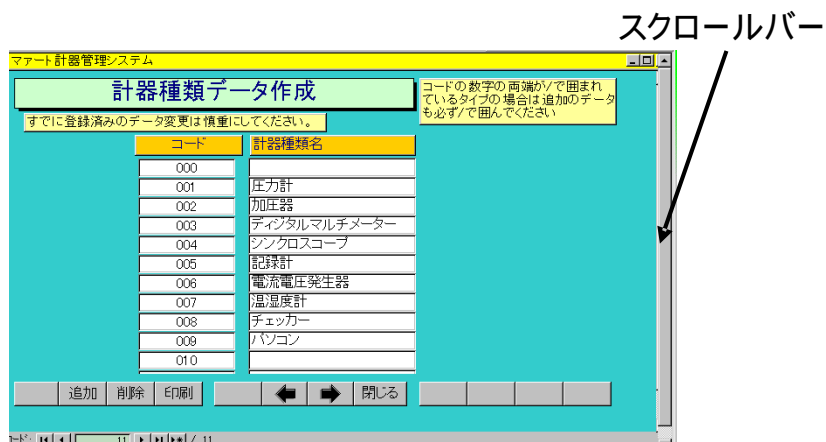 スクロールバー
マァート計器管理システム
計器種類データ作成
コードの数字の両端が/で囲まれ
ているタイプの場合は追加のデータ
も必ず/で囲んでください
すでに登録済みのデータ変更は慎重にしてください。
コード 計器種類名
000
001 圧力計
002 加圧器
003 ディジタルマルチメーター
004 シンクロスコープ
005 記録計
006 電流電圧発生器
007 温湿度計
008 チェッカー
009 パソコン
010
追加 削除 印刷 閉じる
コード: 11 / 11